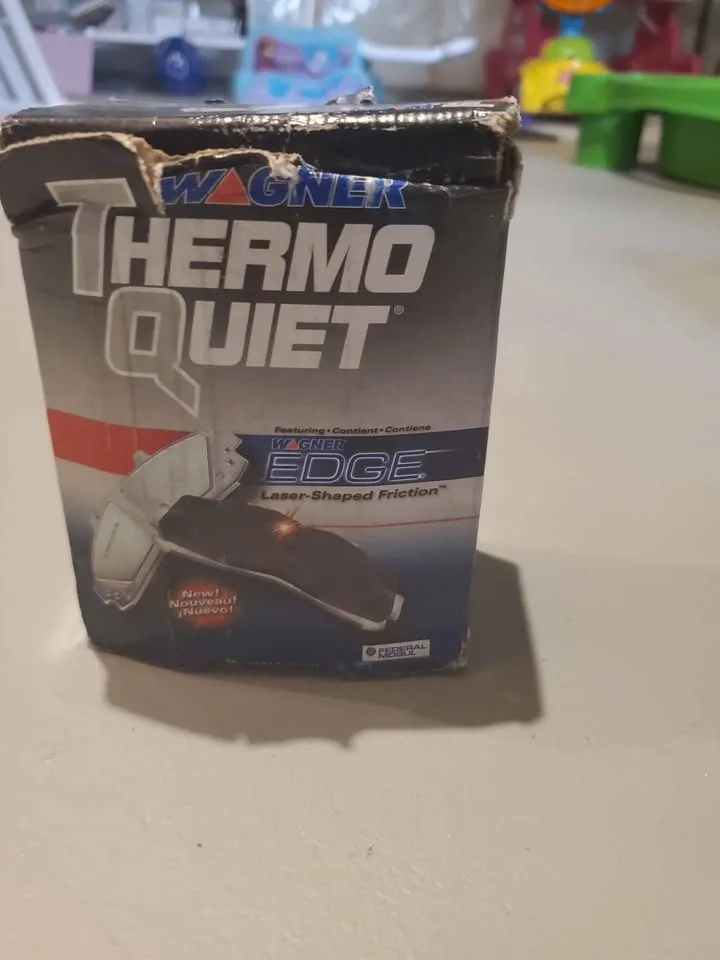 WAGNER
THERMO
QUIET®
Featuring • Contient • Contiene
WAGNER
EDGE®
Laser-Shaped Friction™
New!
Nouveau!
¡Nuevo!
FEDERAL
MOGUL